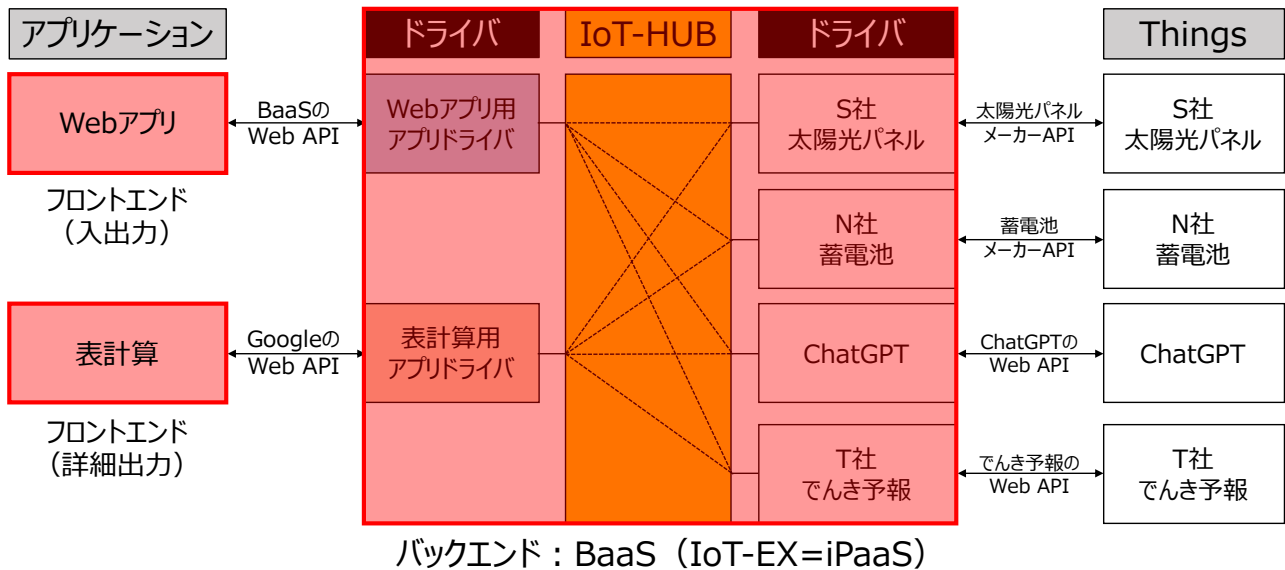 アプリケーション
ドライバ
IoT-HUB
ドライバ
Things
Webアプリ
BaaSの
Web API
Webアプリ用
アプリドライバ
S社
太陽光パネル
太陽光パネル
メーカーAPI
S社
太陽光パネル
フロントエンド
（入出力）
N社
蓄電池
蓄電池
メーカーAPI
N社
蓄電池
表計算
Googleの
Web API
表計算用
アプリドライバ
ChatGPT
ChatGPTの
Web API
ChatGPT
フロントエンド
（詳細出力）
T社
でんき予報
でんき予報の
Web API
T社
でんき予報
バックエンド：BaaS（IoT-EX=iPaaS）